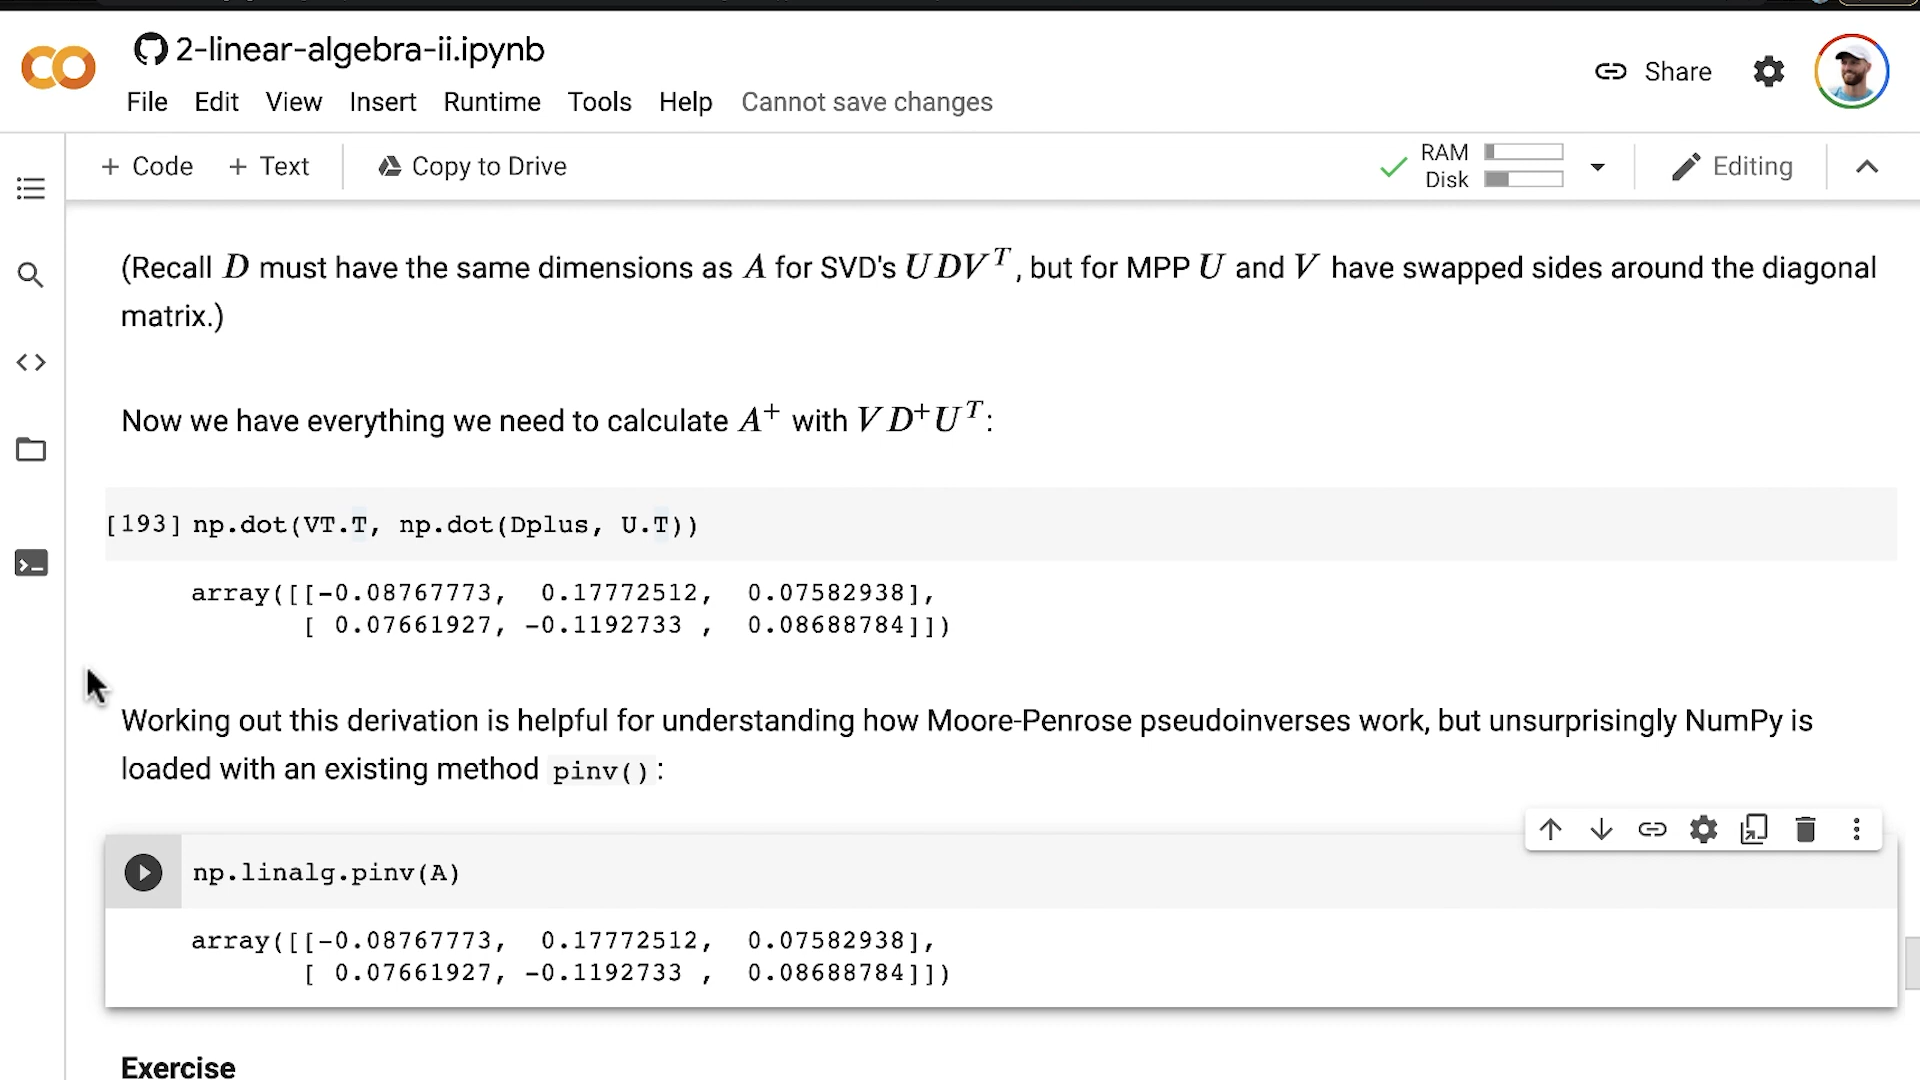 2-linear-algebra-ii.ipynb
Share
File Edit View Insert Runtime Tools Help Cannot save changes
+ Code + Text Copy to Drive
RAM
Disk
Editing
(Recall D must have the same dimensions as A for SVD's UDVᵀ, but for MPP U and V have swapped sides around the diagonal
matrix.)
Now we have everything we need to calculate A⁺ with VD⁺Uᵀ:
[193] np.dot(VT.T, np.dot(Dplus, U.T))
array([[-0.08767773, 0.17772512, 0.07582938],
[ 0.07661927, -0.1192733 , 0.08688784]])
Working out this derivation is helpful for understanding how Moore-Penrose pseudoinverses work, but unsurprisingly NumPy is
loaded with an existing method pinv():
np.linalg.pinv(A)
array([[-0.08767773, 0.17772512, 0.07582938],
[ 0.07661927, -0.1192733 , 0.08688784]])
Exercise